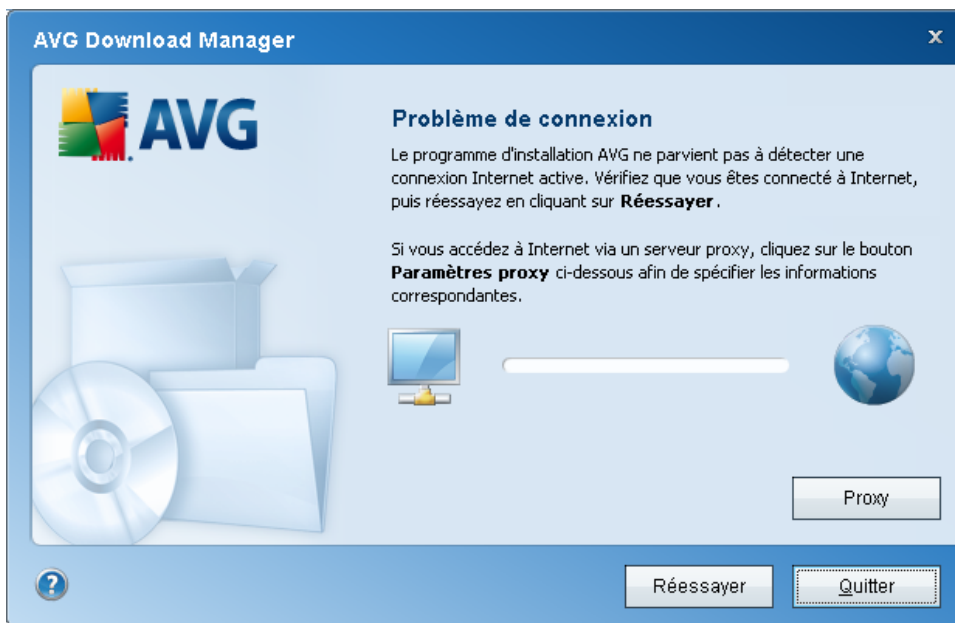 AVG Download Manager
x
AVG
Problème de connexion
Le programme d'installation AVG ne parvient pas à détecter une
connexion Internet active. Vérifiez que vous êtes connecté à Internet,
puis réessayez en cliquant sur Réessayer.
Si vous accédez à Internet via un serveur proxy, cliquez sur le bouton
Paramètres proxy ci-dessous afin de spécifier les informations
correspondantes.
Proxy
?
Réessayer
Quitter